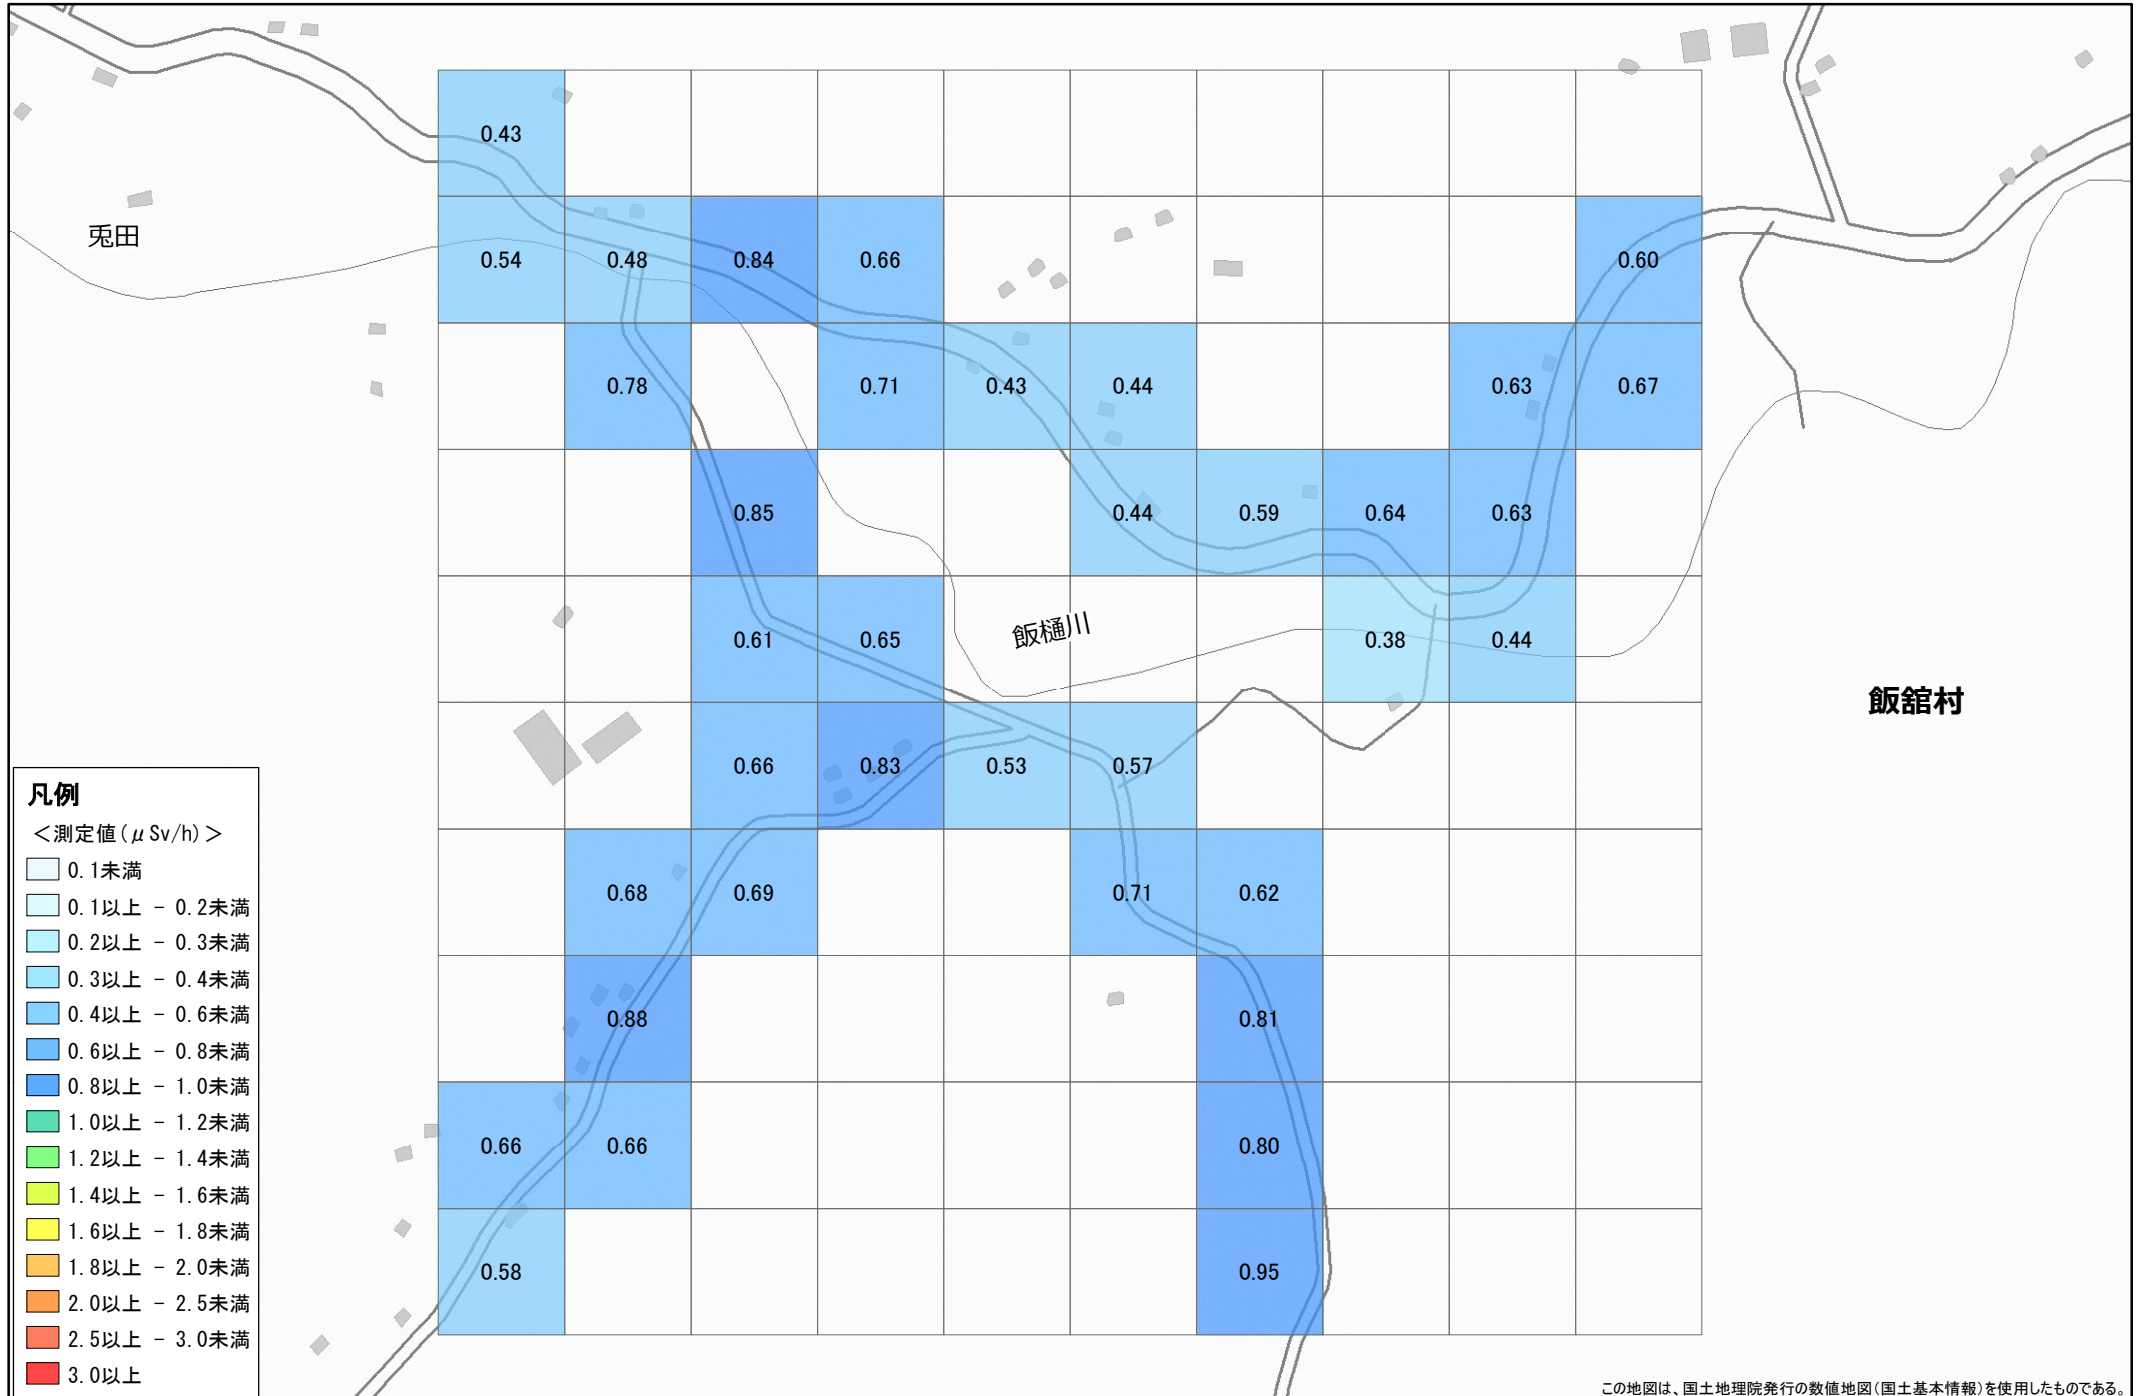 0.43
兎田
0.54 0.48 0.84 0.66 0.60
0.78 0.71 0.43 0.44 0.63 0.67
0.85 0.44 0.59 0.64 0.63
0.61 0.65 飯樋川 0.38 0.44
飯舘村
0.66 0.83 0.53 0.57
0.68 0.69 0.71 0.62
0.88 0.81
0.66 0.66 0.80
0.58 0.95
凡例
＜測定値(μSv/h)＞
0.1未満
0.1以上 - 0.2未満
0.2以上 - 0.3未満
0.3以上 - 0.4未満
0.4以上 - 0.6未満
0.6以上 - 0.8未満
0.8以上 - 1.0未満
1.0以上 - 1.2未満
1.2以上 - 1.4未満
1.4以上 - 1.6未満
1.6以上 - 1.8未満
1.8以上 - 2.0未満
2.0以上 - 2.5未満
2.5以上 - 3.0未満
3.0以上
この地図は、国土地理院発行の数値地図(国土基本情報)を使用したものである。